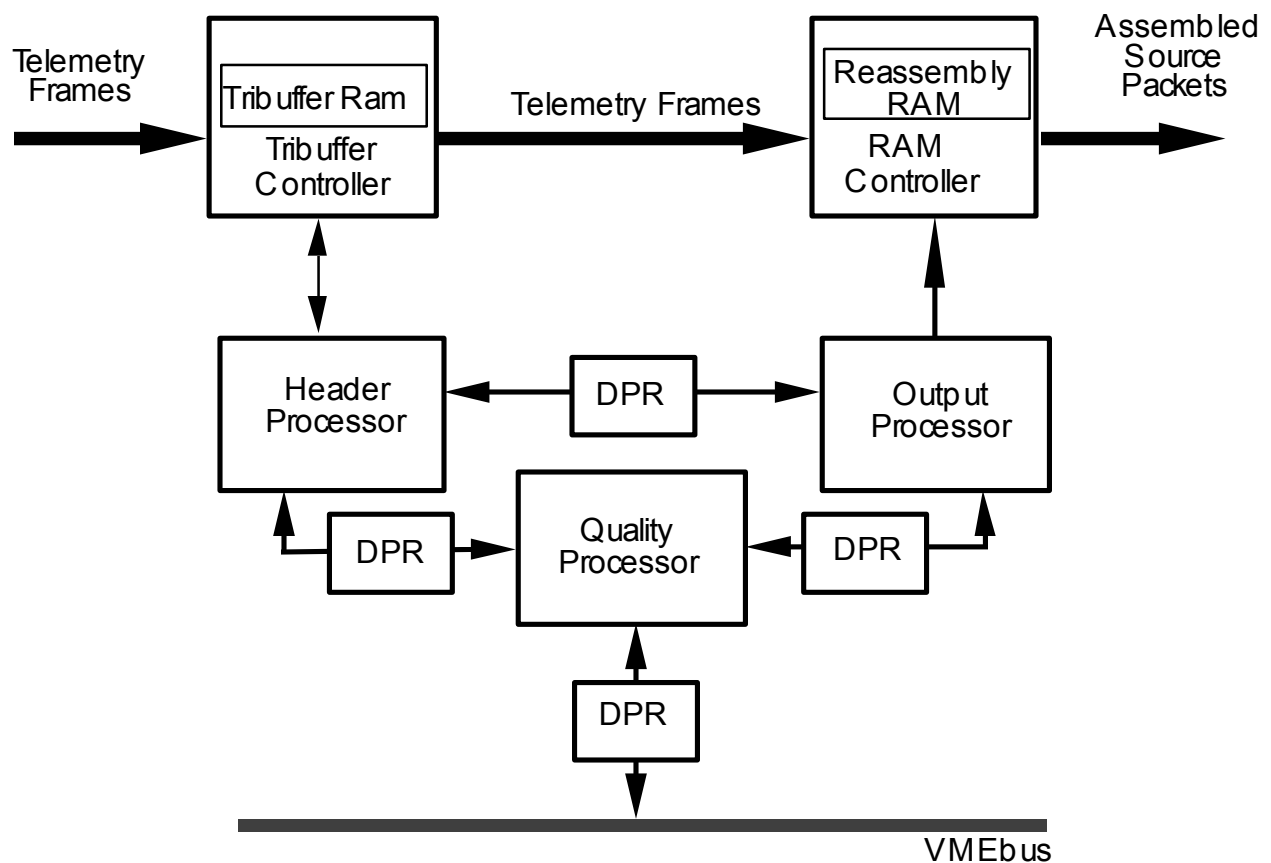 Telemetry
Frames
Tribuffer Ram
Tribuffer
Controller
Telemetry Frames
Reassembly
RAM
RAM
Controller
Assembled
Source
Packets
Header
Processor
DPR
Output
Processor
DPR
Quality
Processor
DPR
DPR
VMEbus